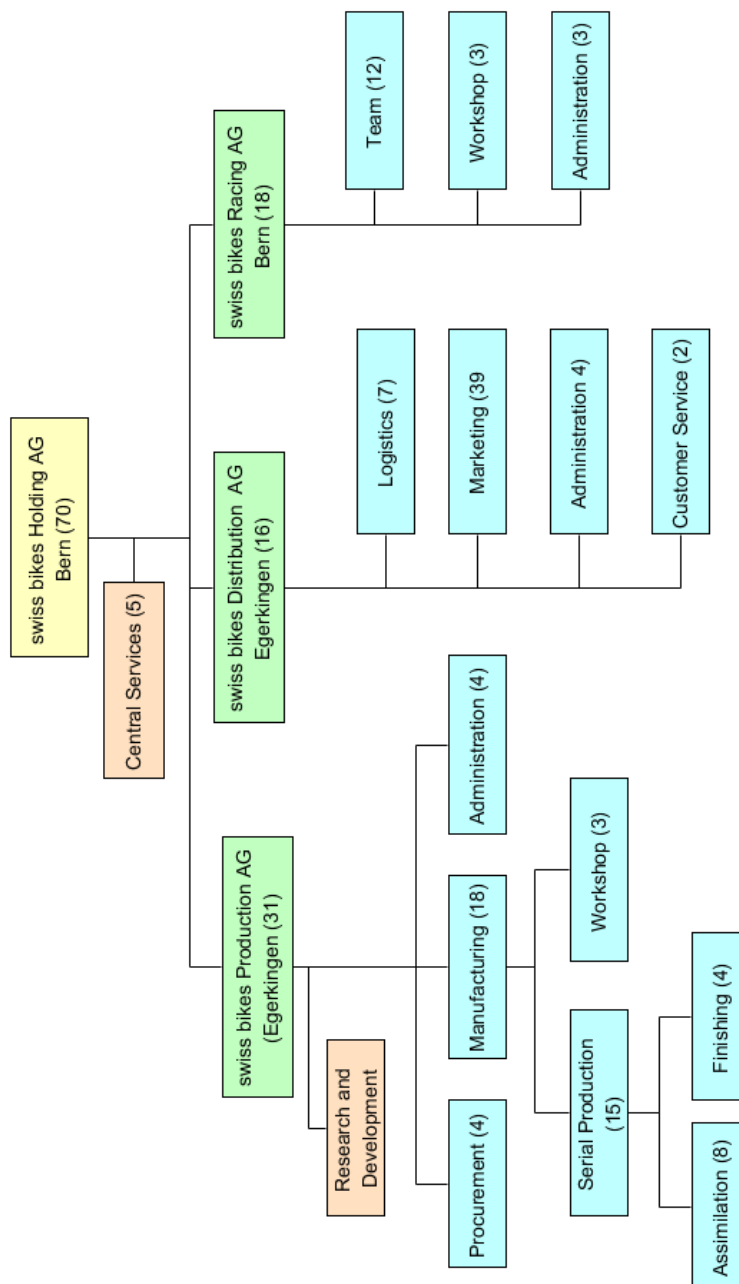 swiss bikes Holding AG
Bern (70)
Central Services (5)
swiss bikes Production AG
(Egerkingen (31)
swiss bikes Distribution AG
Egerkingen (16)
swiss bikes Racing AG
Bern (18)
Research and
Development
Logistics (7)
Team (12)
Procurement (4)
Manufacturing (18)
Administration (4)
Marketing (39
Workshop (3)
Serial Production
(15)
Workshop (3)
Administration 4)
Administration (3)
Assimilation (8)
Finishing (4)
Customer Service (2)